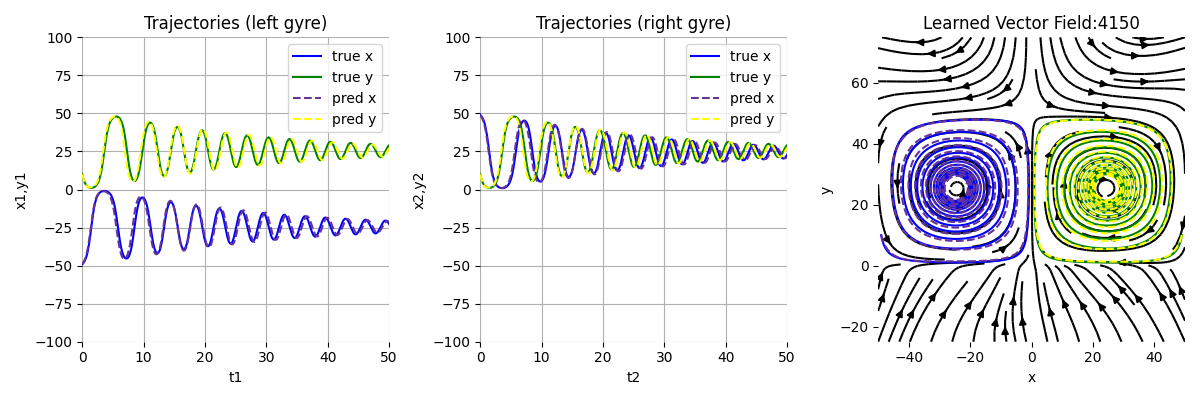 Trajectories (left gyre)
100
75
50
25
0
−25
−50
−75
−100
0
10
20
30
40
50
x1,y1
t1
true x
true y
pred x
pred y
Trajectories (right gyre)
100
75
50
25
0
−25
−50
−75
−100
0
10
20
30
40
50
x2,y2
t2
true x
true y
pred x
pred y
Learned Vector Field:4150
60
40
20
0
−20
−40
−20
0
20
40
y
x